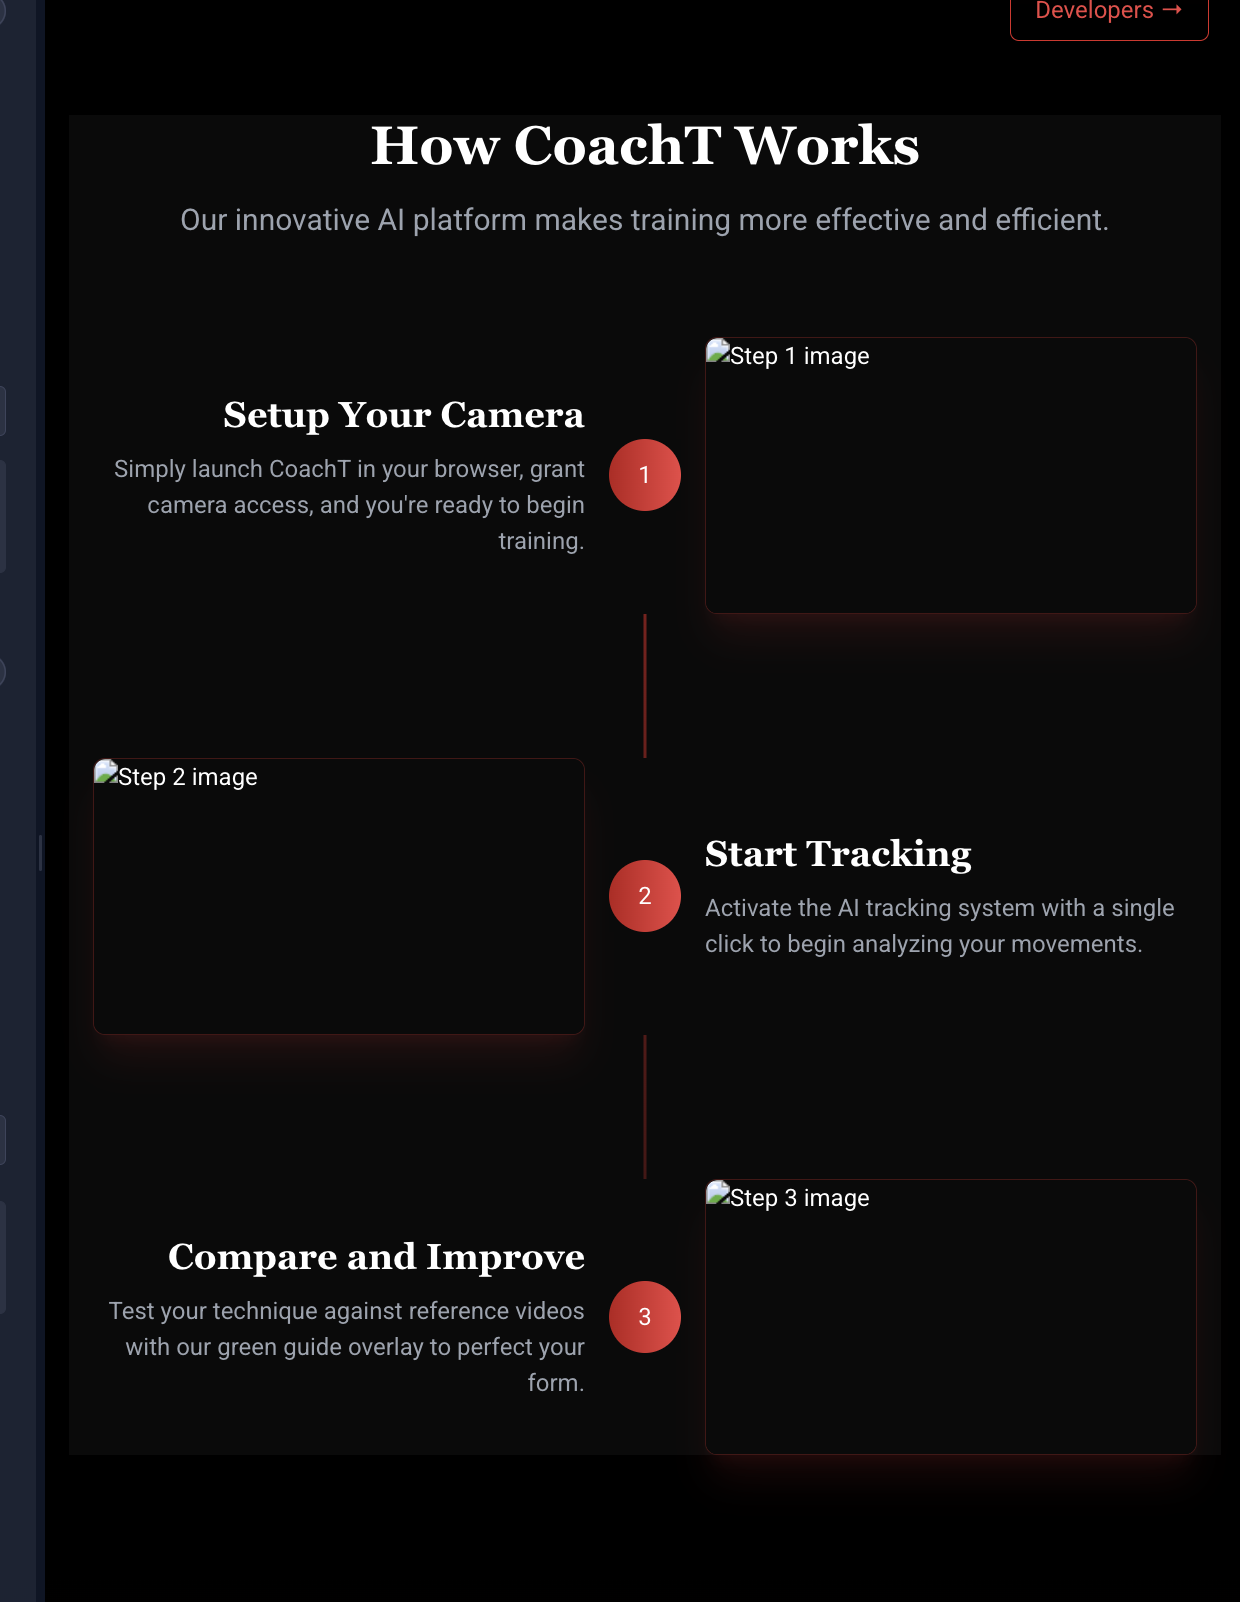 Developers →
How CoachT Works
Our innovative AI platform makes training more effective and efficient.
Step 1 image
Setup Your Camera
Simply launch CoachT in your browser, grant
camera access, and you're ready to begin
training.
1
Step 2 image
2
Start Tracking
Activate the AI tracking system with a single
click to begin analyzing your movements.
Step 3 image
Compare and Improve
Test your technique against reference videos
with our green guide overlay to perfect your
form.
3